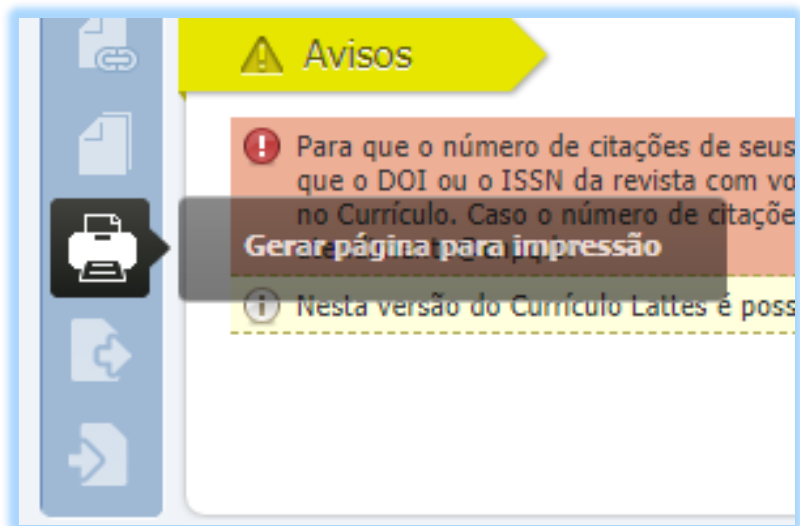 Avisos
Para que o número de citações de seus
que o DOI ou o ISSN da revista com vo
no Currículo. Caso o número de citaçõe
Gerar página para impressão
Nesta versão do Currículo Lattes é poss